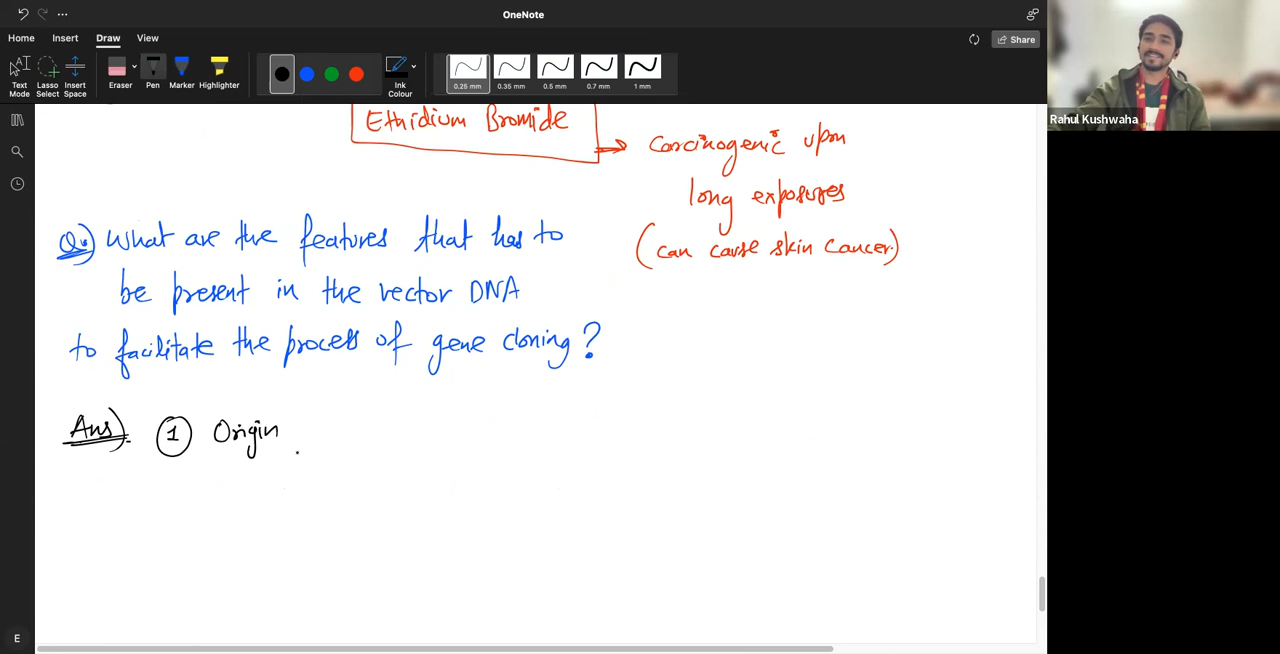 OneNote
Home Insert Draw View
Share
Text Mode
Lasso Select
Insert Space
Eraser
Pen
Marker
Highlighter
Ink Colour
0.25 mm 0.35 mm 0.5 mm 0.7 mm 1 mm
Rahul Kushwaha
Ethidium Bromide
Carcinogenic upon
long exposures
(can cause skin cancer.)
Qs) What are the features that has to
be present in the vector DNA
to facilitate the process of gene cloning?
Ans). 1 Origin
E